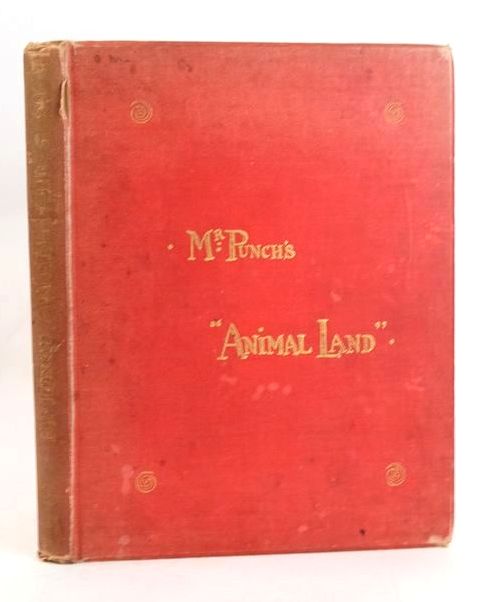 Mr. Punch's
"Animal Land".